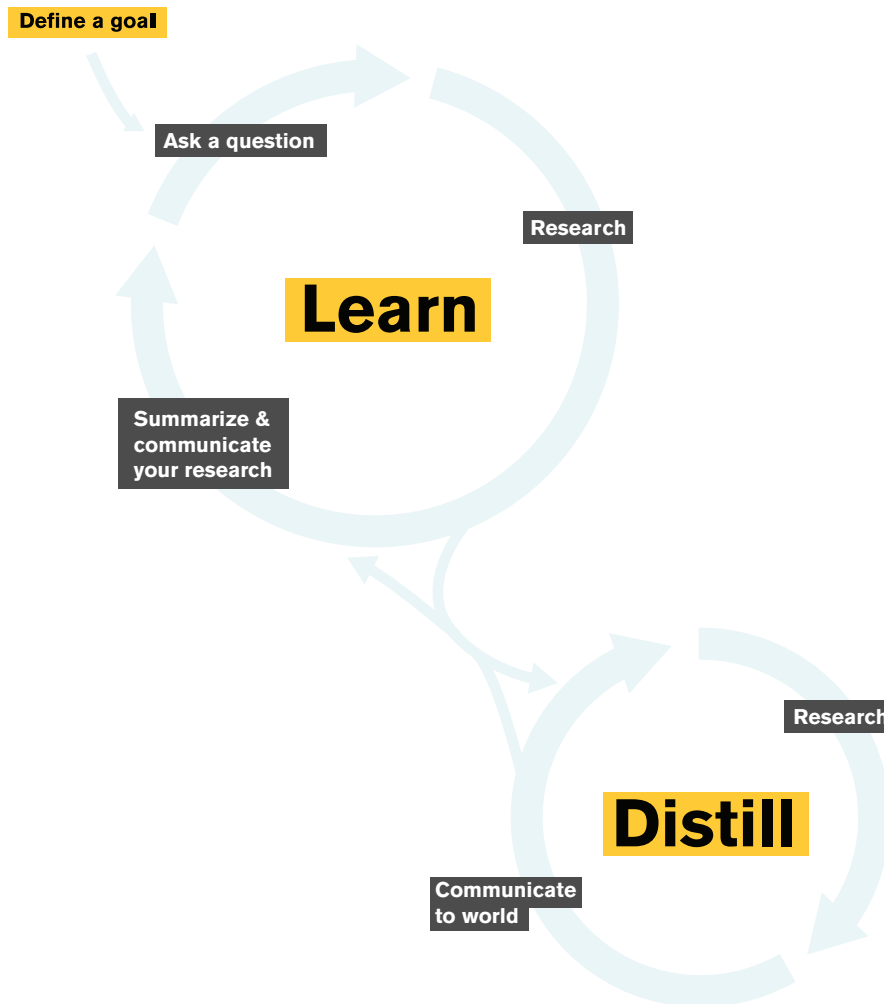 Define a goal
Ask a question
Research
Learn
Summarize &
communicate
your research
Research
Distill
Communicate
to world